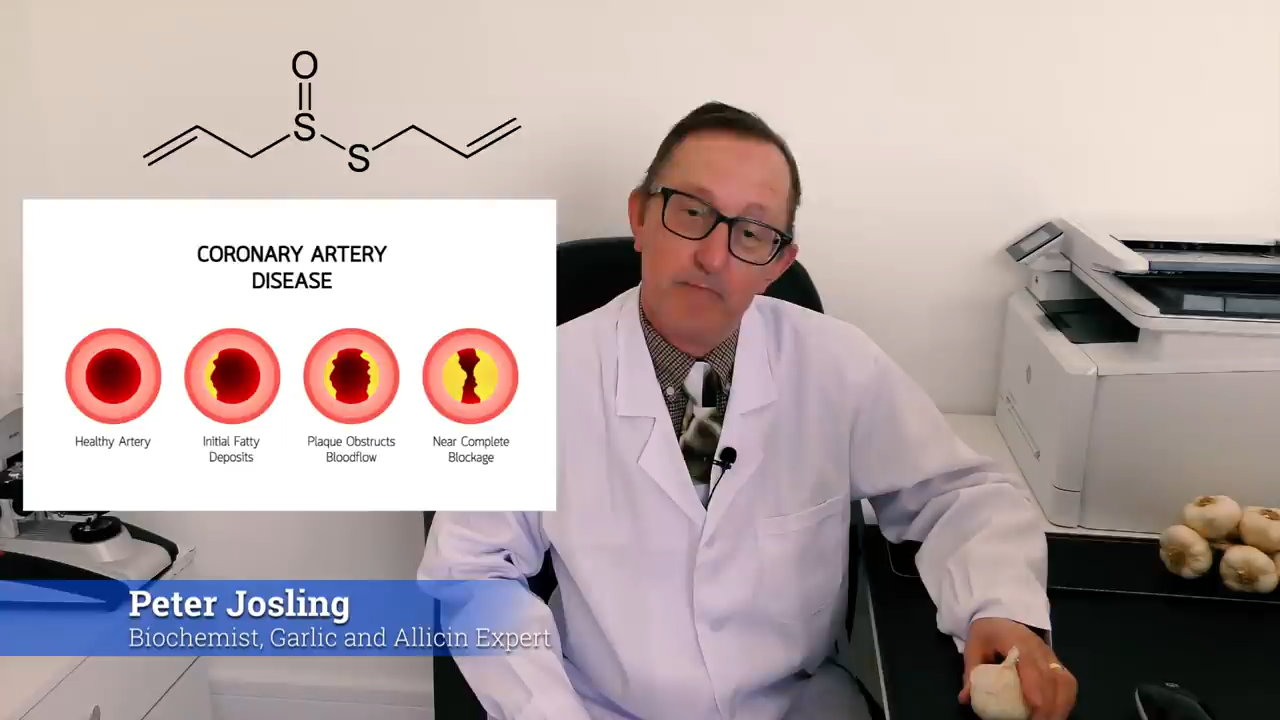 O
S
S
CORONARY ARTERY
DISEASE
Healthy Artery
Initial Fatty
Deposits
Plaque Obstructs
Bloodflow
Near Complete
Blockage
Peter Josling
Biochemist, Garlic and Allicin Expert